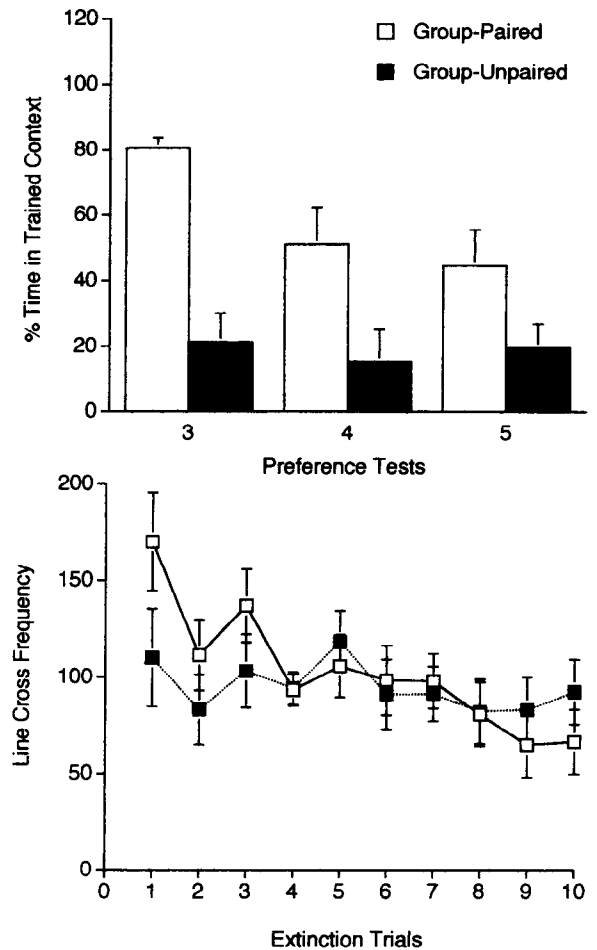 120
100
80
60
40
20
0
% Time in Trained Context
Group-Paired
Group-Unpaired
3 4 5
Preference Tests
200
150
100
50
0
Line Cross Frequency
0 1 2 3 4 5 6 7 8 9 10
Extinction Trials